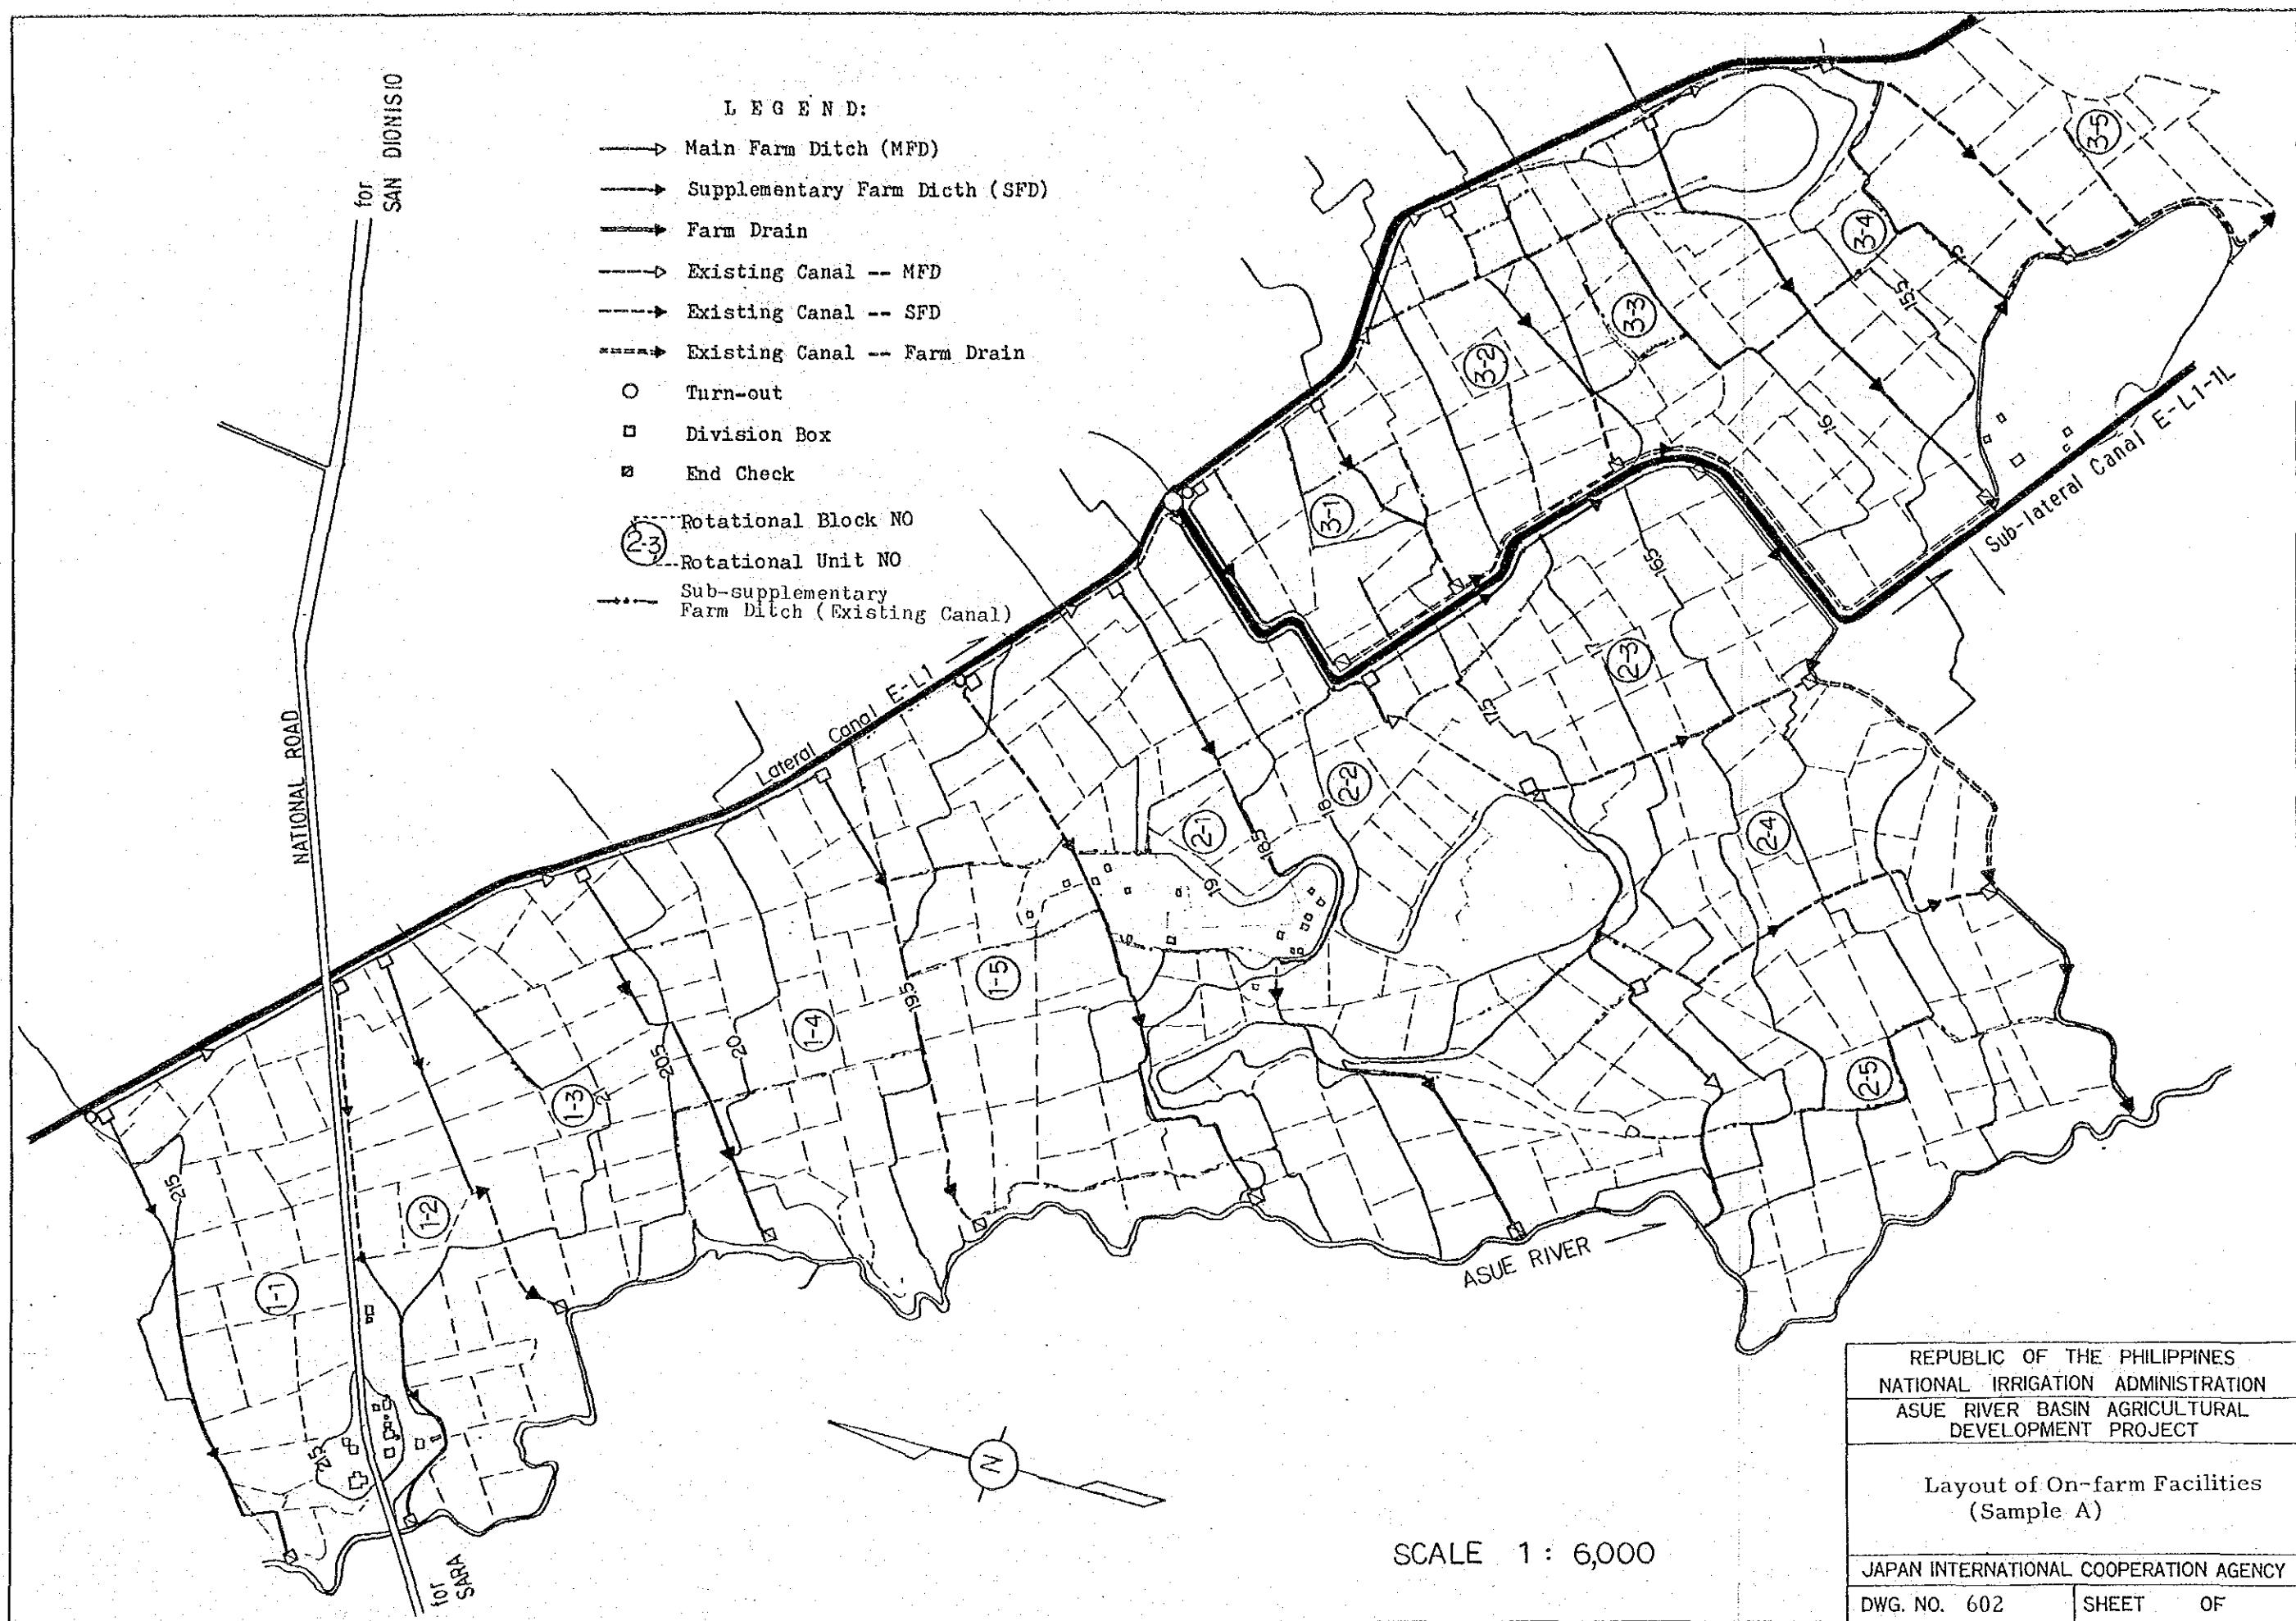 for
SAN DIONISIO
L E G E N D:
Main Farm Ditch (MFD)
Supplementary Farm Dicth (SFD)
Farm Drain
Existing Canal -- MFD
Existing Canal -- SFD
Existing Canal -- Farm Drain
Turn-out
Division Box
End Check
Rotational Block NO
2-3
Rotational Unit NO
Sub-supplementary
Farm Ditch (Existing Canal)
NATIONAL ROAD
Lateral Canal E-L1
Sub-lateral Canal E-L1-1L
3-5
3-4
3-3
3-2
3-1
15.5
15
16
16.5
17
17.5
18
18.5
19
19.5
20
20.5
21
21.5
21.5
2-3
2-2
2-1
2-4
2-5
1-5
1-4
1-3
1-2
1-1
ASUE RIVER
for
SARA
N
SCALE 1 : 6,000
REPUBLIC OF THE PHILIPPINES
NATIONAL IRRIGATION ADMINISTRATION
ASUE RIVER BASIN AGRICULTURAL
DEVELOPMENT PROJECT
Layout of On-farm Facilities
(Sample A)
JAPAN INTERNATIONAL COOPERATION AGENCY
DWG. NO. 602
SHEET OF